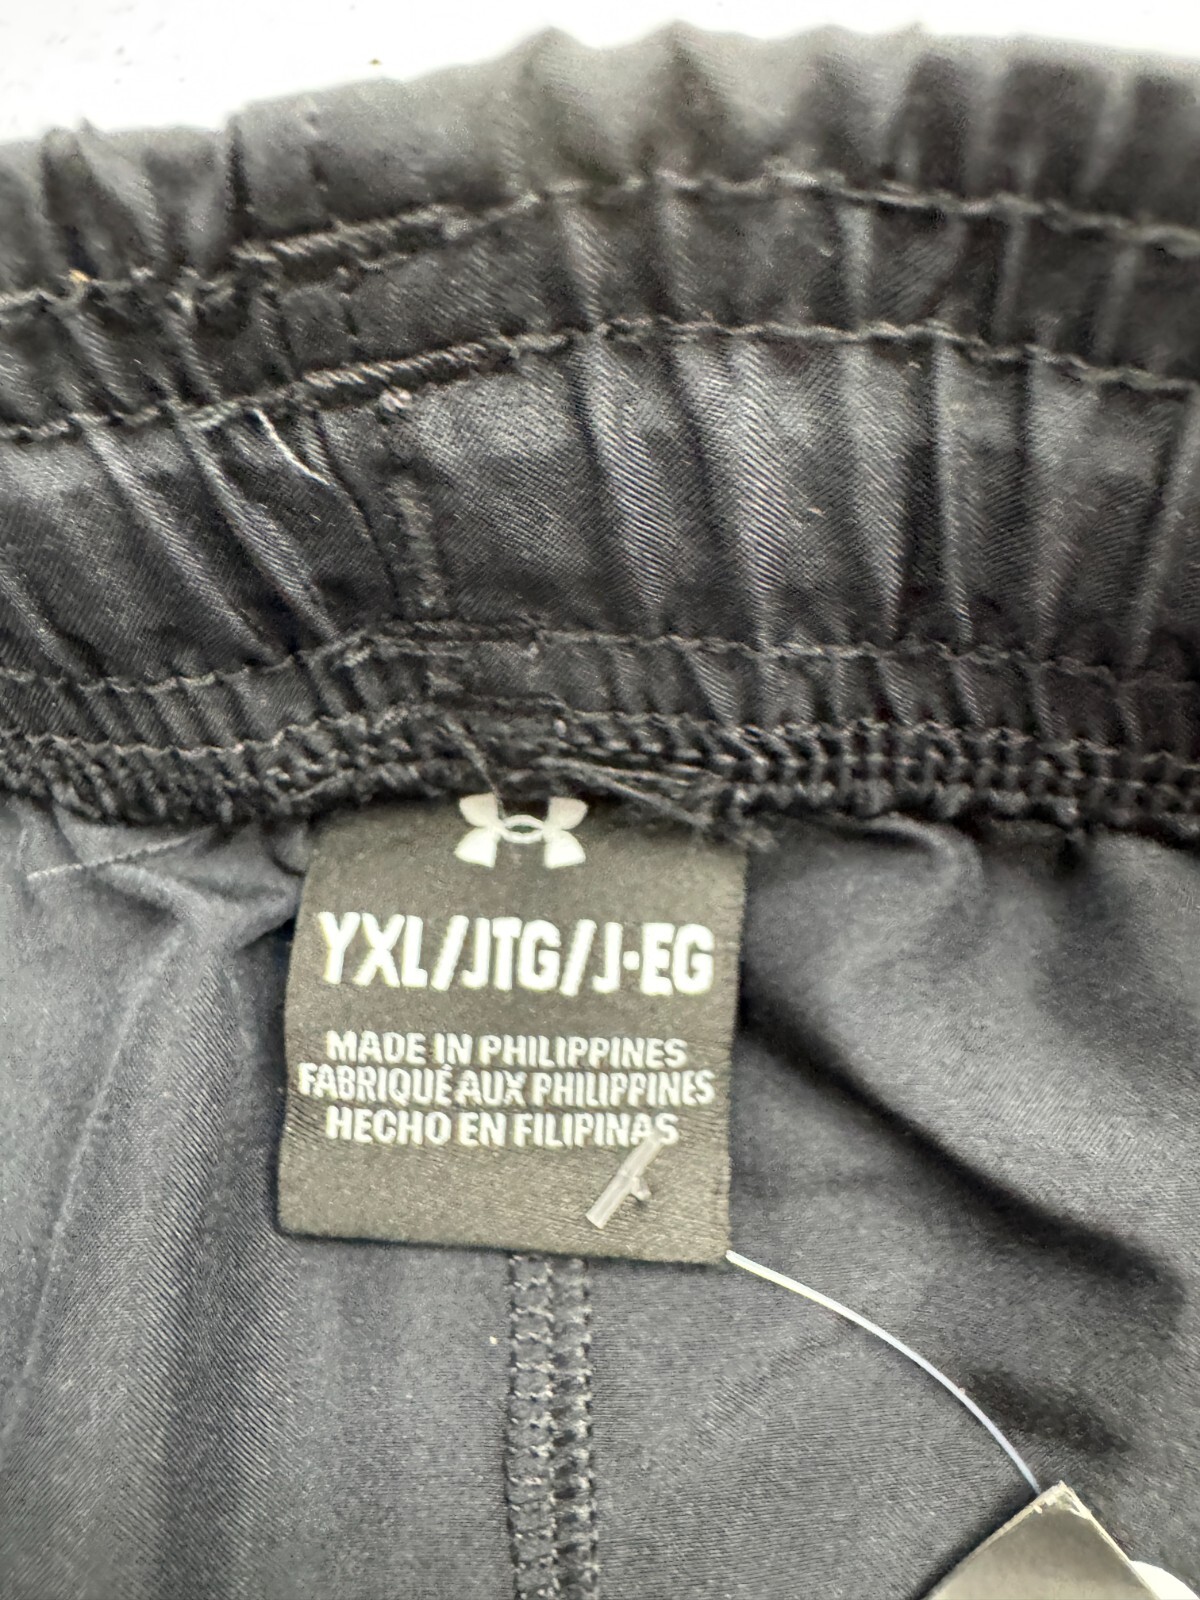 YXL/JTG/J·EG
MADE IN PHILIPPINES
FABRIQUÉ AUX PHILIPPINES
HECHO EN FILIPINAS